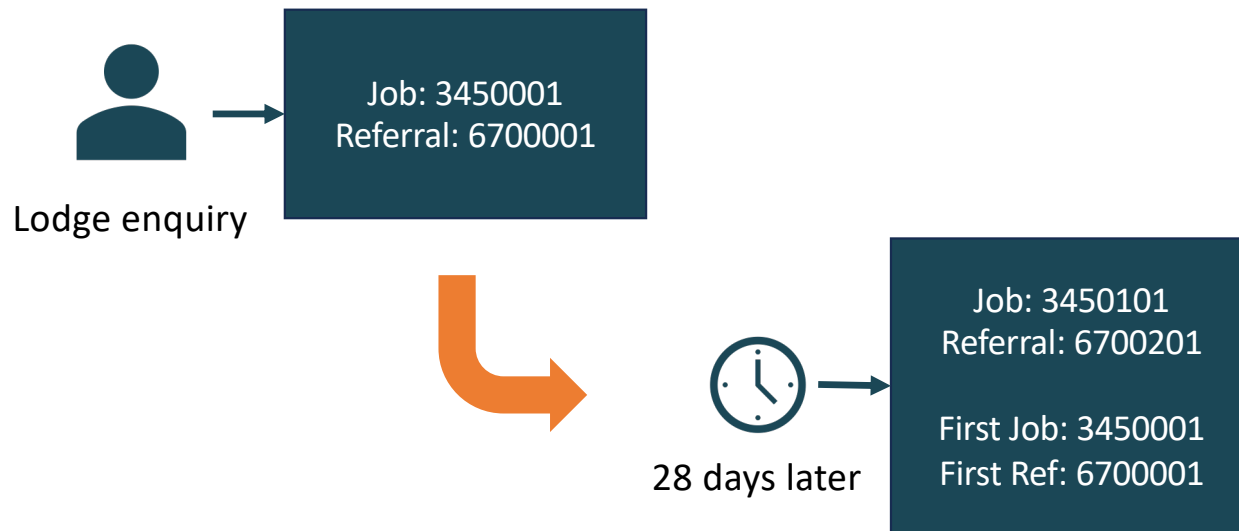 Job: 3450001
Referral: 6700001
Lodge enquiry
Job: 3450101
Referral: 6700201
First Job: 3450001
First Ref: 6700001
28 days later